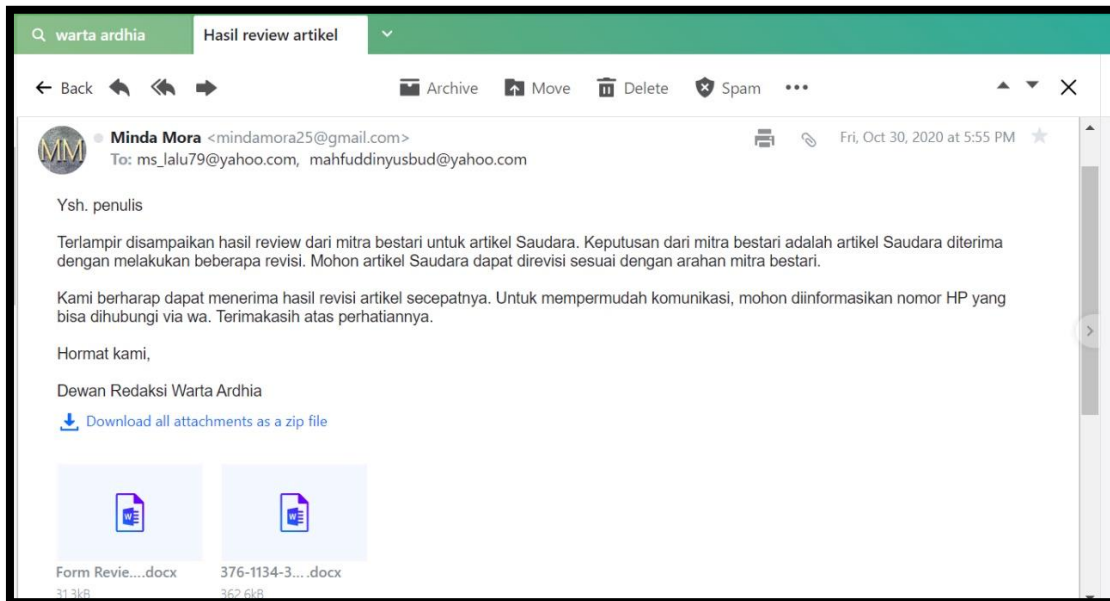 warta ardhia
Hasil review artikel
Back
Archive
Move
Delete
Spam
MM
Minda Mora <mindamora25@gmail.com>
Fri, Oct 30, 2020 at 5:55 PM
To: ms_lalu79@yahoo.com, mahfuddinyusbud@yahoo.com
Ysh. penulis
Terlampir disampaikan hasil review dari mitra bestari untuk artikel Saudara. Keputusan dari mitra bestari adalah artikel Saudara diterima
dengan melakukan beberapa revisi. Mohon artikel Saudara dapat direvisi sesuai dengan arahan mitra bestari.
Kami berharap dapat menerima hasil revisi artikel secepatnya. Untuk mempermudah komunikasi, mohon diinformasikan nomor HP yang
bisa dihubungi via wa. Terimakasih atas perhatiannya.
Hormat kami,
Dewan Redaksi Warta Ardhia
Download all attachments as a zip file
Form Revie....docx
376-1134-3... .docx
31.3kB
362.6kB